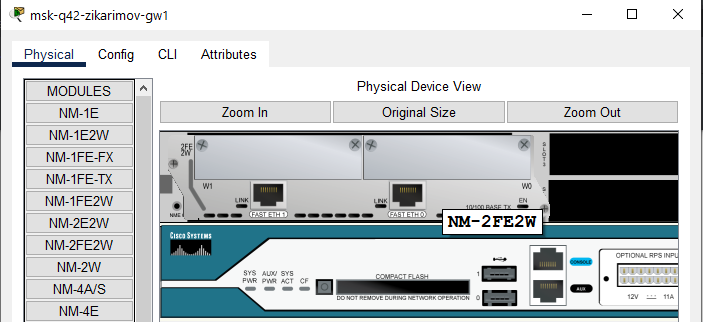 msk-q42-zikarimov-gw1
Physical Config CLI Attributes
MODULES
NM-1E
NM-1E2W
NM-1FE-FX
NM-1FE-TX
NM-1FE2W
NM-2E2W
NM-2FE2W
NM-2W
NM-4A/S
NM-4E
Physical Device View
Zoom In Original Size Zoom Out
2FE
2W
W1
W0
LINK
LINK
EN
FAST ETH 1
FAST ETH 0
10/100 BASE TX
NM-2FE2W
CISCO SYSTEMS
SYS PWR
AUX/ PWR
SYS ACT
CF
COMPACT FLASH
DO NOT REMOVE DURING NETWORK OPERATION
1
0
CONSOLE
AUX
OPTIONAL RPS INPU
12V 11A